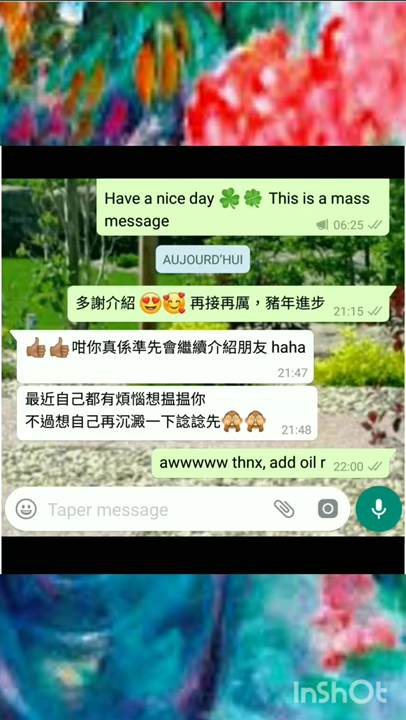 Have a nice day 🍀🍀 This is a mass
message
06:25
AUJOURD'HUI
多謝介紹 😍🥰 再接再厲，豬年進步
21:15
👍🏽👍🏽咁你真係準先會繼續介紹朋友 haha
21:47
最近自己都有煩惱想揾揾你
不過想自己再沉澱一下諗諗先🙈🙈
21:48
awwwww thnx, add oil r
22:00
Taper message
InShOt